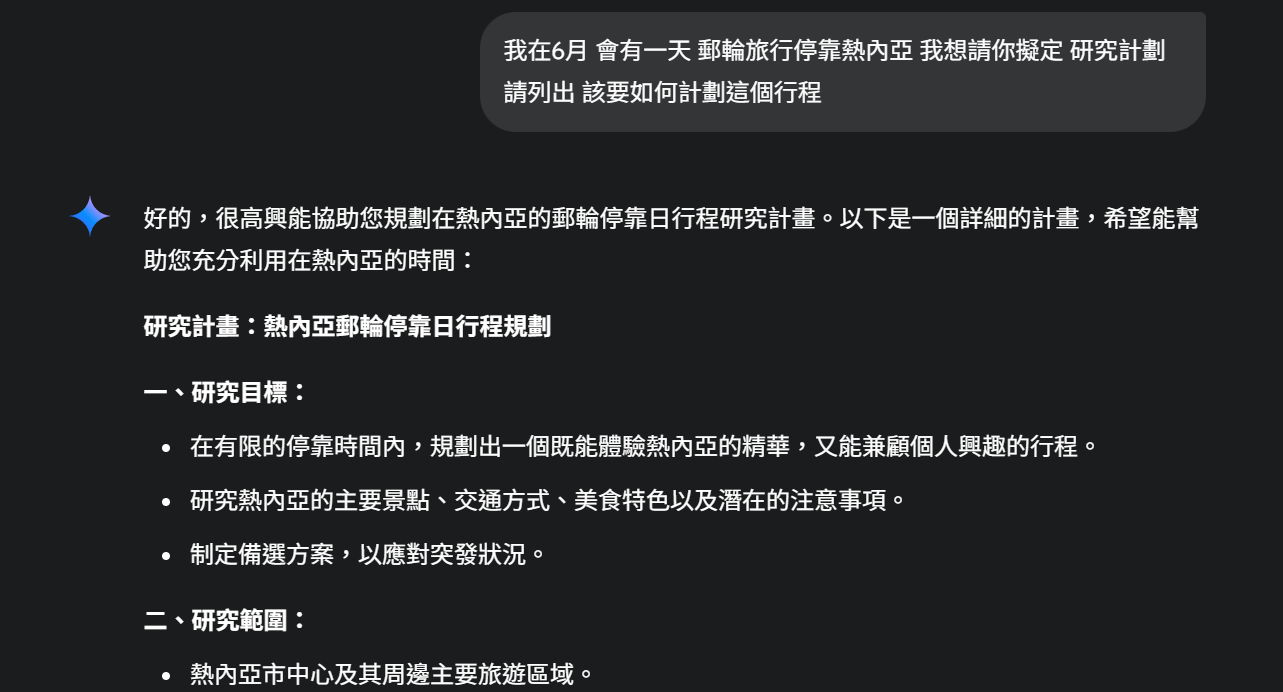 我在6月 會有一天 郵輪旅行停靠熱內亞 我想請你擬定 研究計劃
請列出 該要如何計劃這個行程
好的，很高興能協助您規劃在熱內亞的郵輪停靠日行程研究計畫。以下是一個詳細的計畫，希望能幫
助您充分利用在熱內亞的時間：
研究計畫：熱內亞郵輪停靠日行程規劃
一、研究目標：
• 在有限的停靠時間內，規劃出一個既能體驗熱內亞的精華，又能兼顧個人興趣的行程。
• 研究熱內亞的主要景點、交通方式、美食特色以及潛在的注意事項。
• 制定備選方案，以應對突發狀況。
二、研究範圍：
• 熱內亞市中心及其周邊主要旅遊區域。